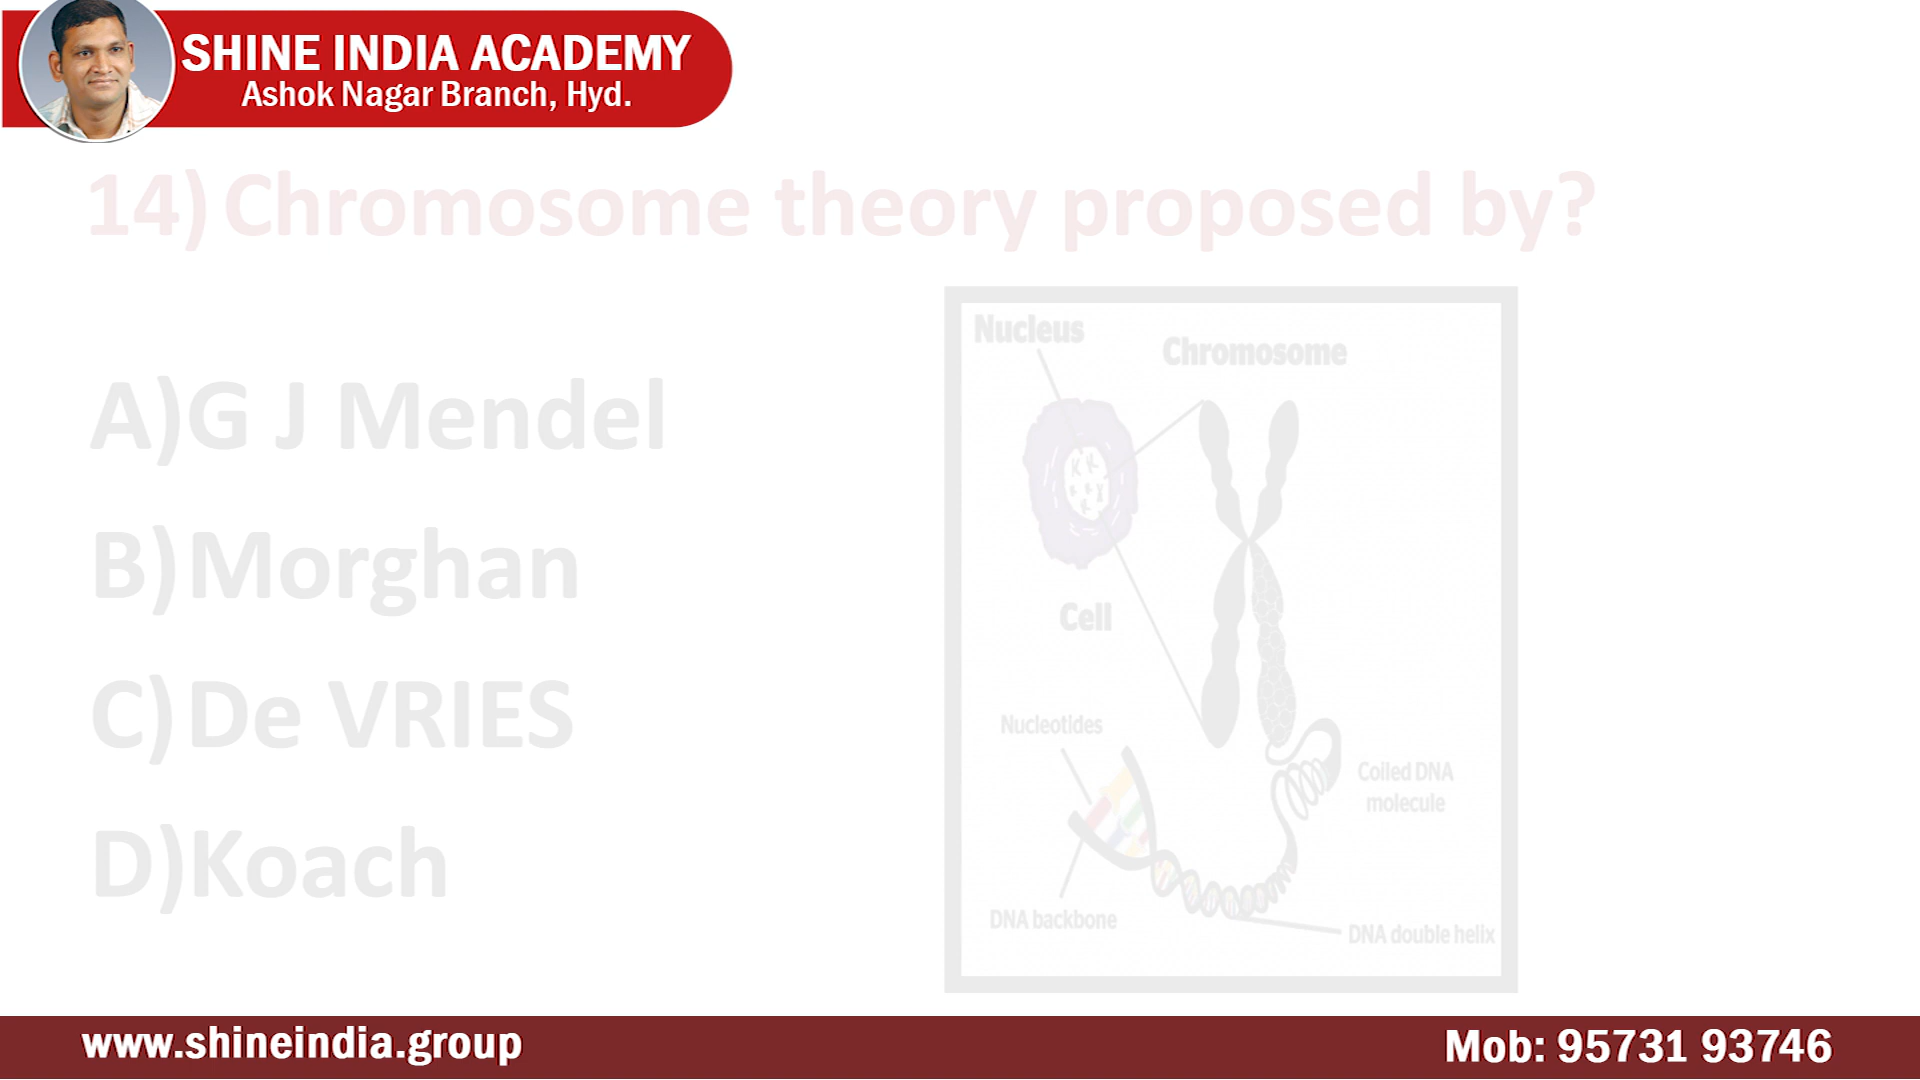 SHINE INDIA ACADEMY
Ashok Nagar Branch, Hyd.
14) Chromosome theory proposed by?
A)G J Mendel
B)Morghan
C)De VRIES
D)Koach
Nucleus
Chromosome
Cell
Nucleotides
Coiled DNA
molecule
DNA backbone
DNA double helix
www.shineindia.group
Mob: 95731 93746